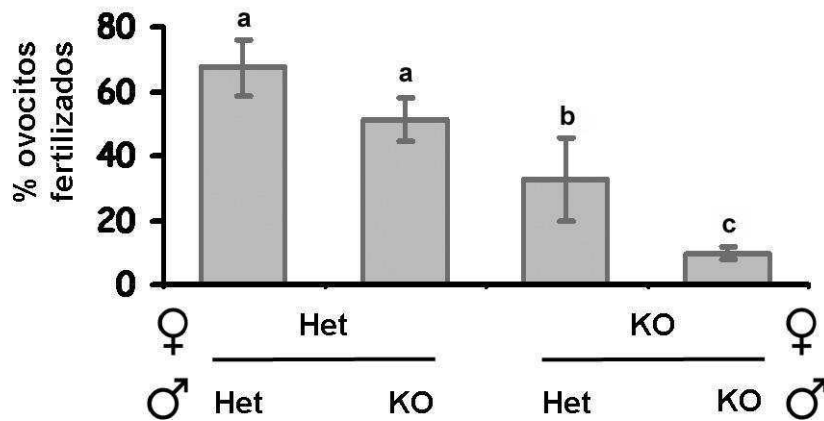 % ovocitos
fertilizados
80
60
40
20
0
a
a
b
c
♀ Het KO ♀
♂ Het KO Het KO ♂